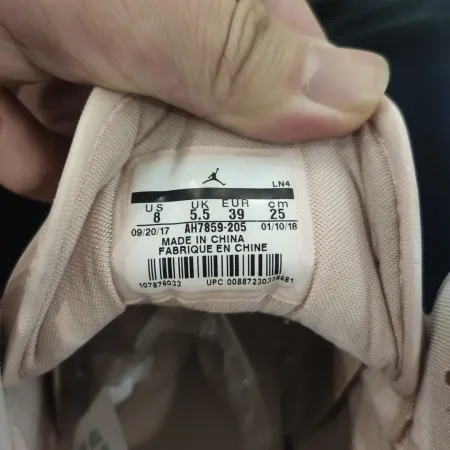 LN4
US UK EUR cm
8 5.5 39 25
09/20/17 AH7859-205 01/10/18
MADE IN CHINA
FABRIQUE EN CHINE
107876033 UPC